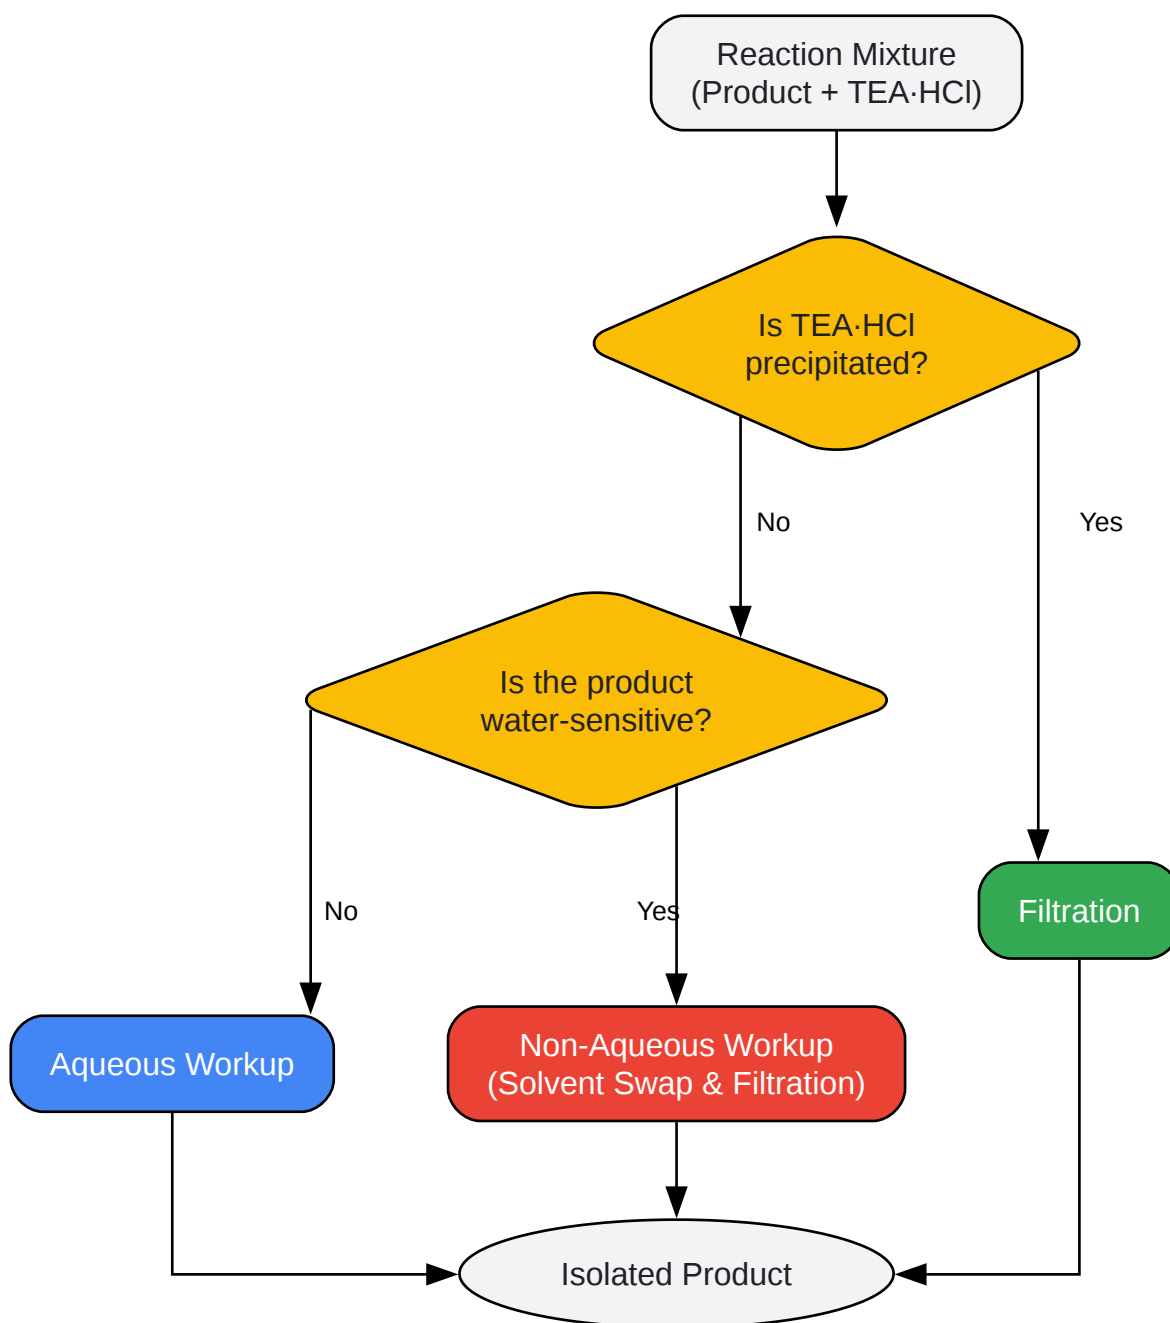 Reaction Mixture
(Product + TEA·HCl)
Is TEA·HCl
precipitated?
No
Yes
Is the product
water-sensitive?
No
Yes
Filtration
Aqueous Workup
Non-Aqueous Workup
(Solvent Swap & Filtration)
Isolated Product